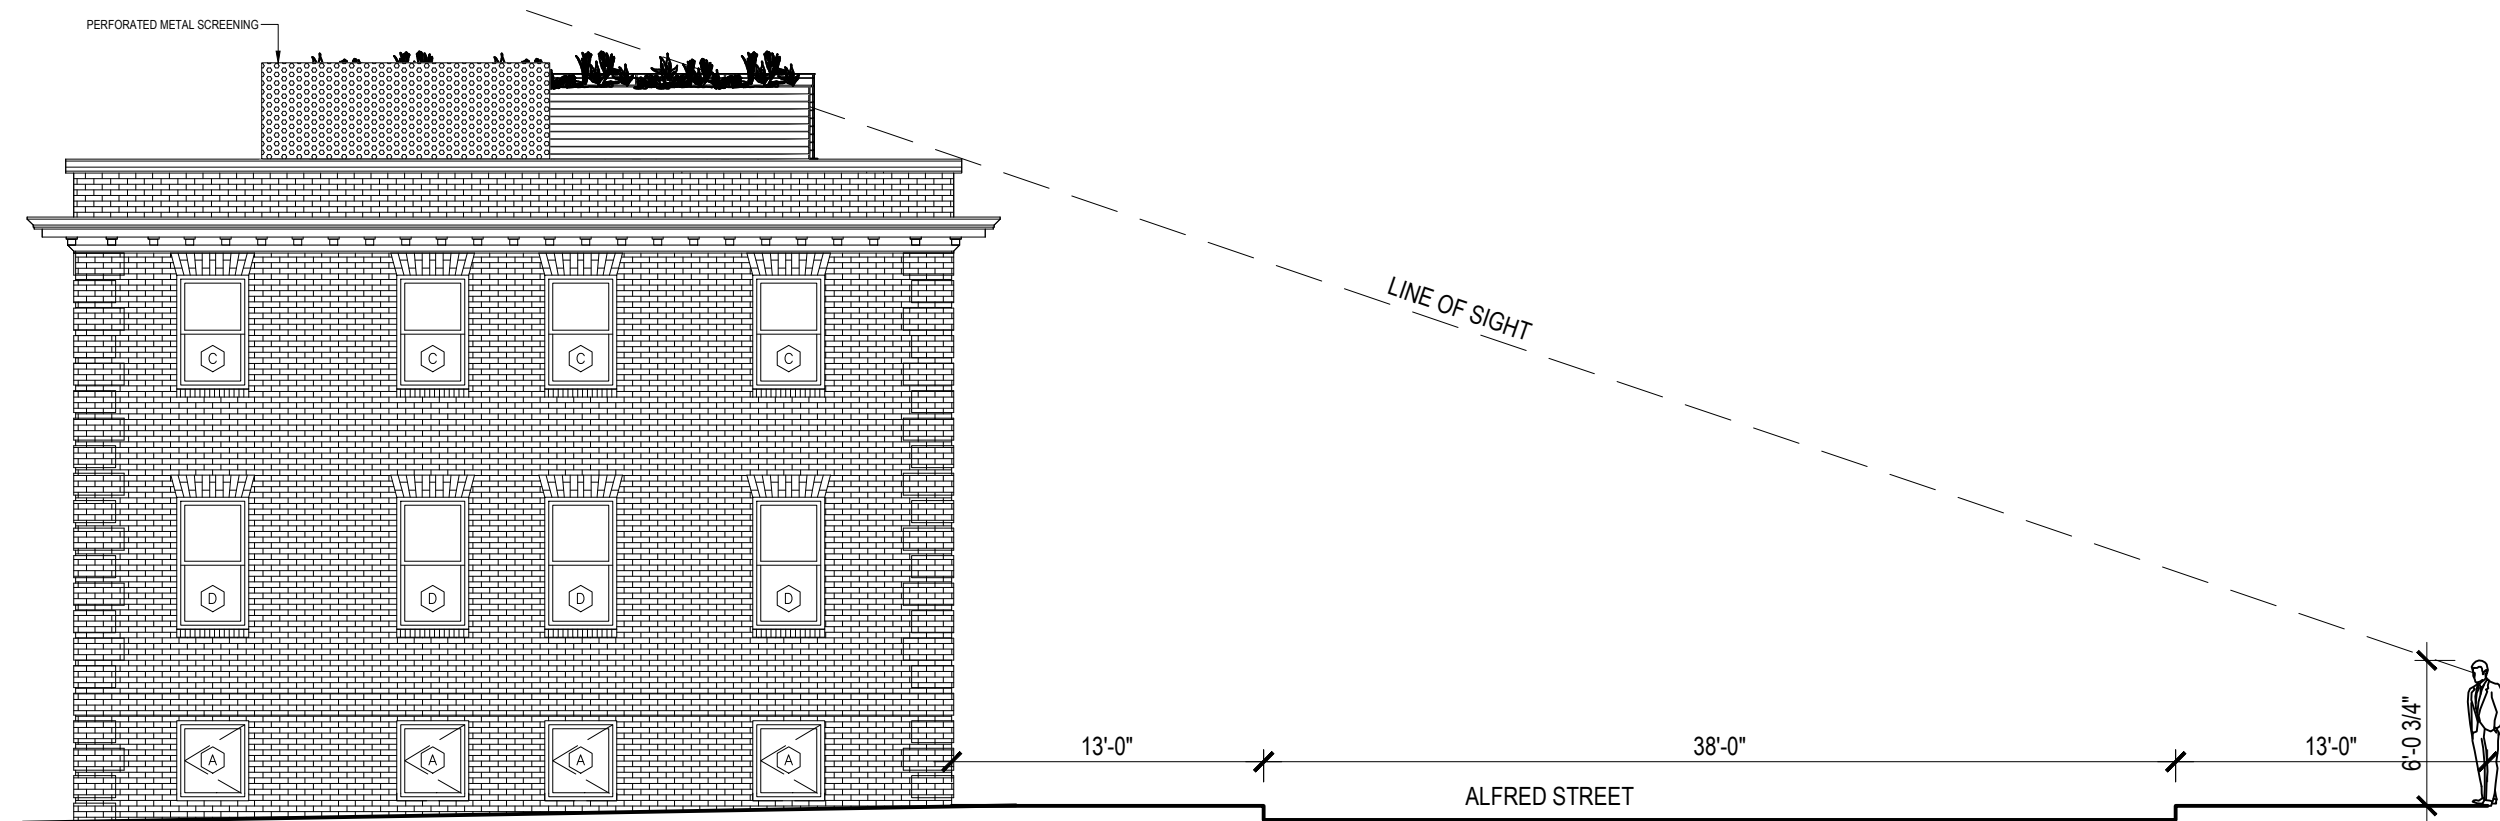 PERFORATED METAL SCREENING
LINE OF SIGHT
C C C C
D D D D
A A A A
13'-0" 38'-0" 13'-0"
6'-0 3/4"
ALFRED STREET